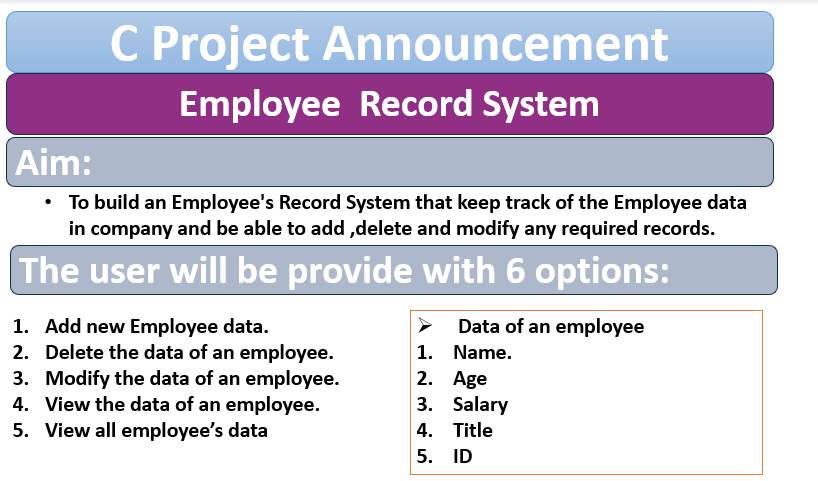 C Project Announcement
Employee  Record System
Aim:
• To build an Employee's Record System that keep track of the Employee data
in company and be able to add ,delete and modify any required records.
The user will be provide with 6 options:
1. Add new Employee data.
2. Delete the data of an employee.
3. Modify the data of an employee.
4. View the data of an employee.
5. View all employee’s data
➢ Data of an employee
1. Name.
2. Age
3. Salary
4. Title
5. ID